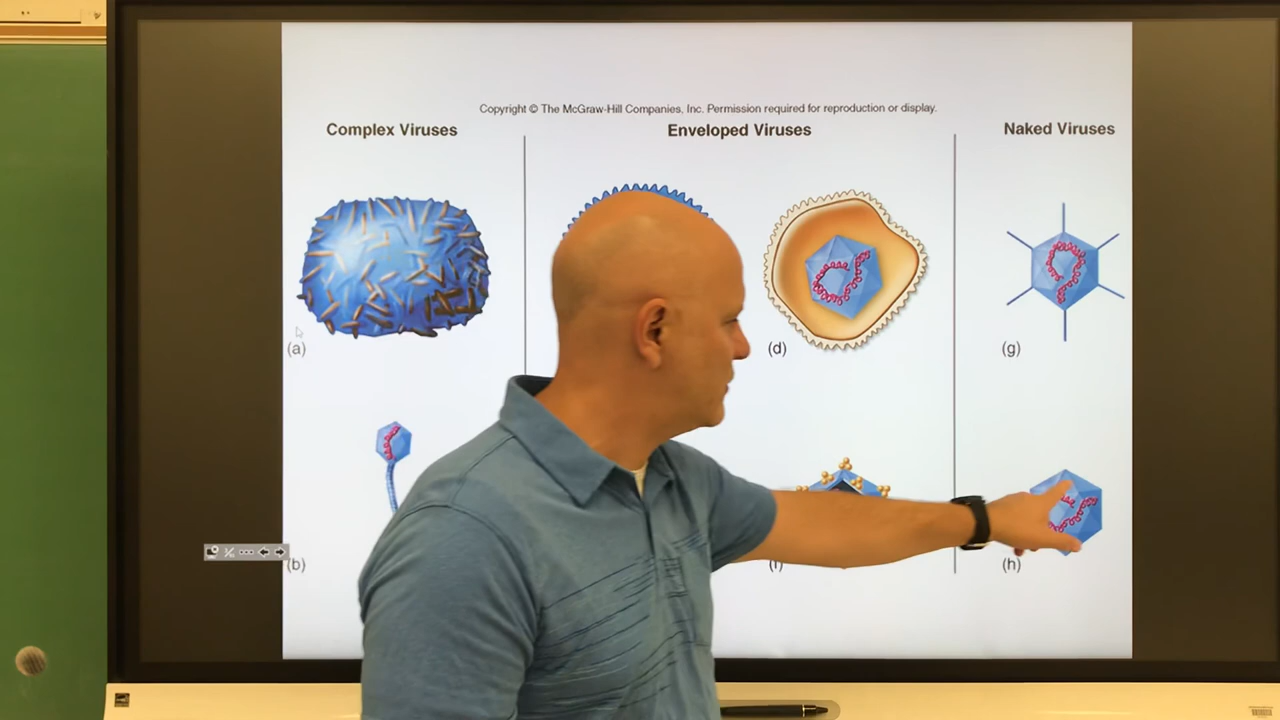 Copyright © The McGraw-Hill Companies, Inc. Permission required for reproduction or display.
Complex Viruses
Enveloped Viruses
Naked Viruses
(a)
(d)
(g)
(b)
(h)